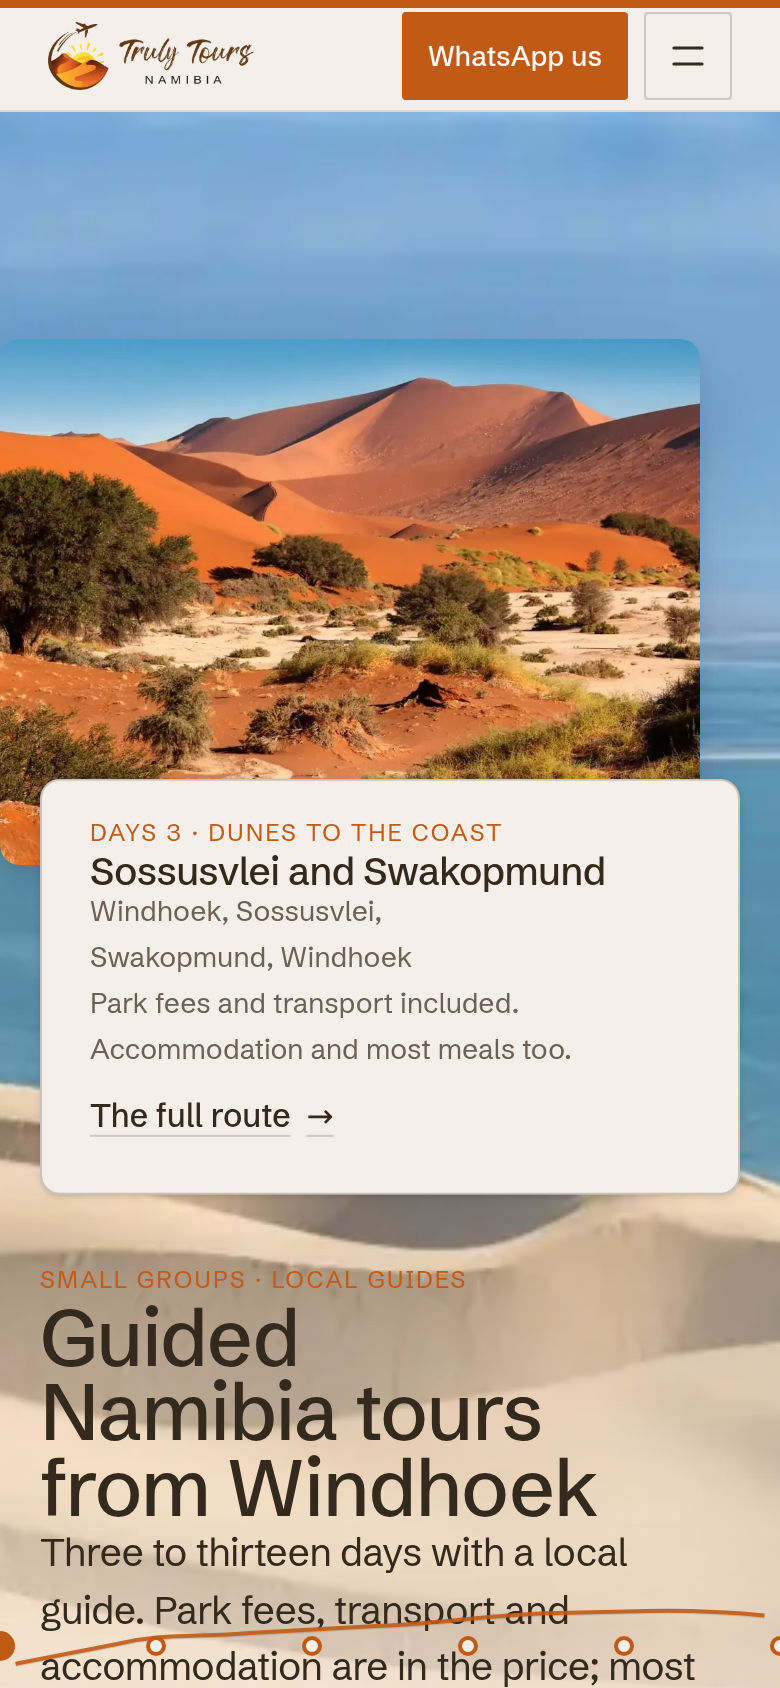 Truly Tours
NAMIBIA
WhatsApp us
DAYS 3 · DUNES TO THE COAST
Sossusvlei and Swakopmund
Windhoek, Sossusvlei,
Swakopmund, Windhoek
Park fees and transport included.
Accommodation and most meals too.
The full route →
SMALL GROUPS · LOCAL GUIDES
Guided
Namibia tours
from Windhoek
Three to thirteen days with a local
guide. Park fees, transport and
accommodation are in the price; most